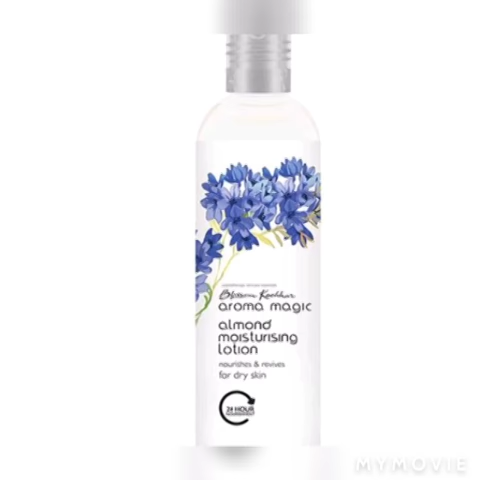 Blossom Kochhar
aroma magic
almond
moisturising
lotion
nourishes & revives
for dry skin
24 HOUR
MYMOVIE